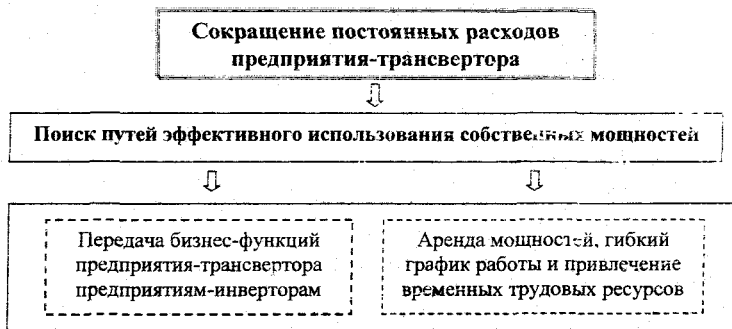 Сокращение постоянных расходов
предприятия-трансвертора
Поиск путей эффективного использования собственных мощностей
Передача бизнес-функций
предприятия-трансвертора
предприятиям-инверторам
Аренда мощностей, гибкий
график работы и привлечение
временных трудовых ресурсов